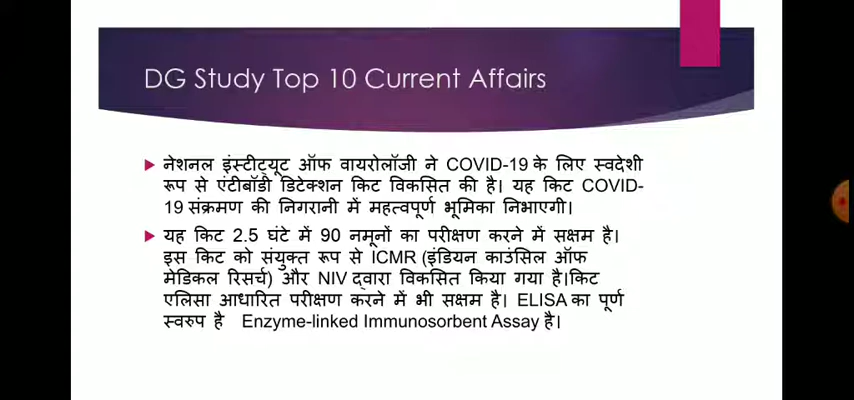 DG Study Top 10 Current Affairs
नेशनल इंस्टीट्यूट ऑफ वायरोलॉजी ने COVID-19 के लिए स्वदेशी
रूप से एंटीबॉडी डिटेक्शन किट विकसित की है। यह किट COVID-
19 संक्रमण की निगरानी में महत्वपूर्ण भूमिका निभाएगी।
यह किट 2.5 घंटे में 90 नमूनों का परीक्षण करने में सक्षम है।
इस किट को संयुक्त रूप से ICMR (इंडियन काउंसिल ऑफ
मेडिकल रिसर्च) और NIV द्वारा विकसित किया गया है।किट
एलिसा आधारित परीक्षण करने में भी सक्षम है। ELISA का पूर्ण
स्वरुप है Enzyme-linked Immunosorbent Assay है।